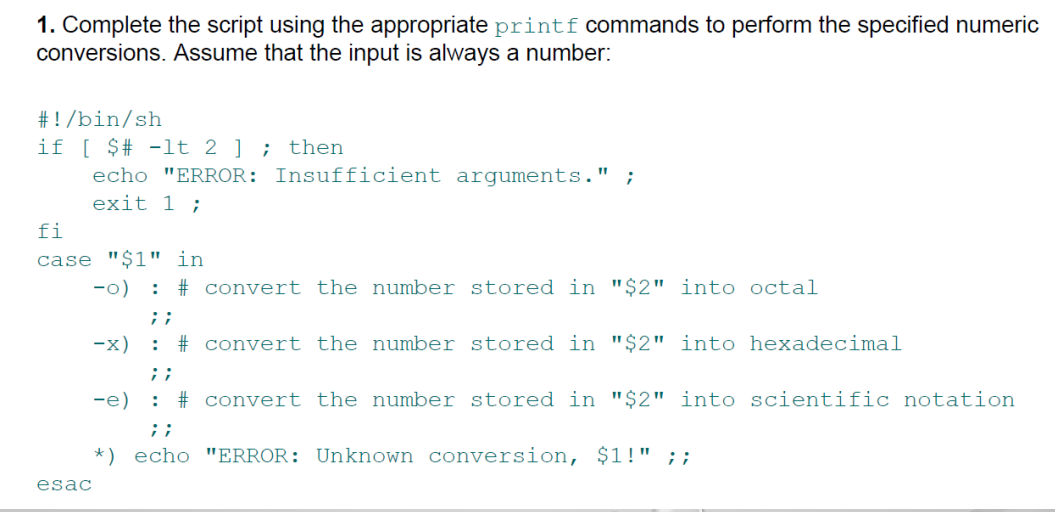 1. Complete the script using the appropriate printf commands to perform the specified numeric
conversions. Assume that the input is always a number:
#!/bin/sh
if [ $# -lt 2 ] ; then
echo "ERROR: Insufficient arguments." ;
exit 1 ;
fi
case "$1" in
-o) : # convert the number stored in "$2" into octal
;;
-x) : # convert the number stored in "$2" into hexadecimal
;;
-e) : # convert the number stored in "$2" into scientific notation
;;
*) echo "ERROR: Unknown conversion, $1!" ;;
esac